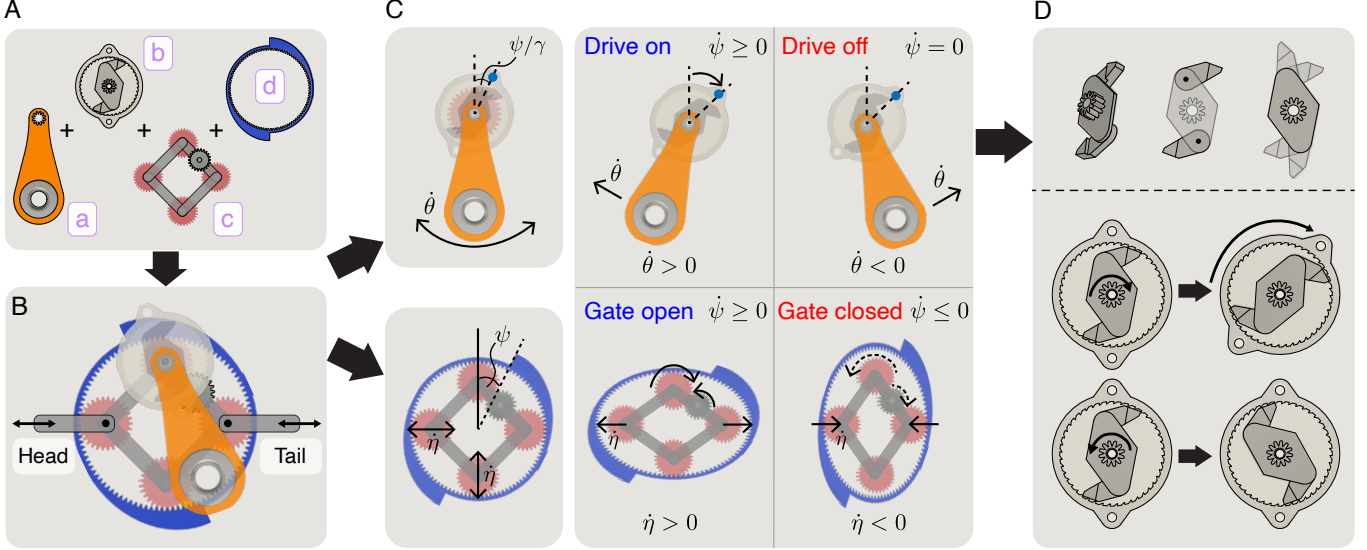 A
b
d
a
c
B
Head
Tail
C
ψ/γ
θ̇
Drive on
ψ̇ ≥ 0
θ̇
θ̇ > 0
Drive off
ψ̇ = 0
θ̇
θ̇ < 0
ψ
η̇
η̇
Gate open
ψ̇ ≥ 0
η̇
η̇ > 0
Gate closed
ψ̇ ≤ 0
η̇
η̇ < 0
D